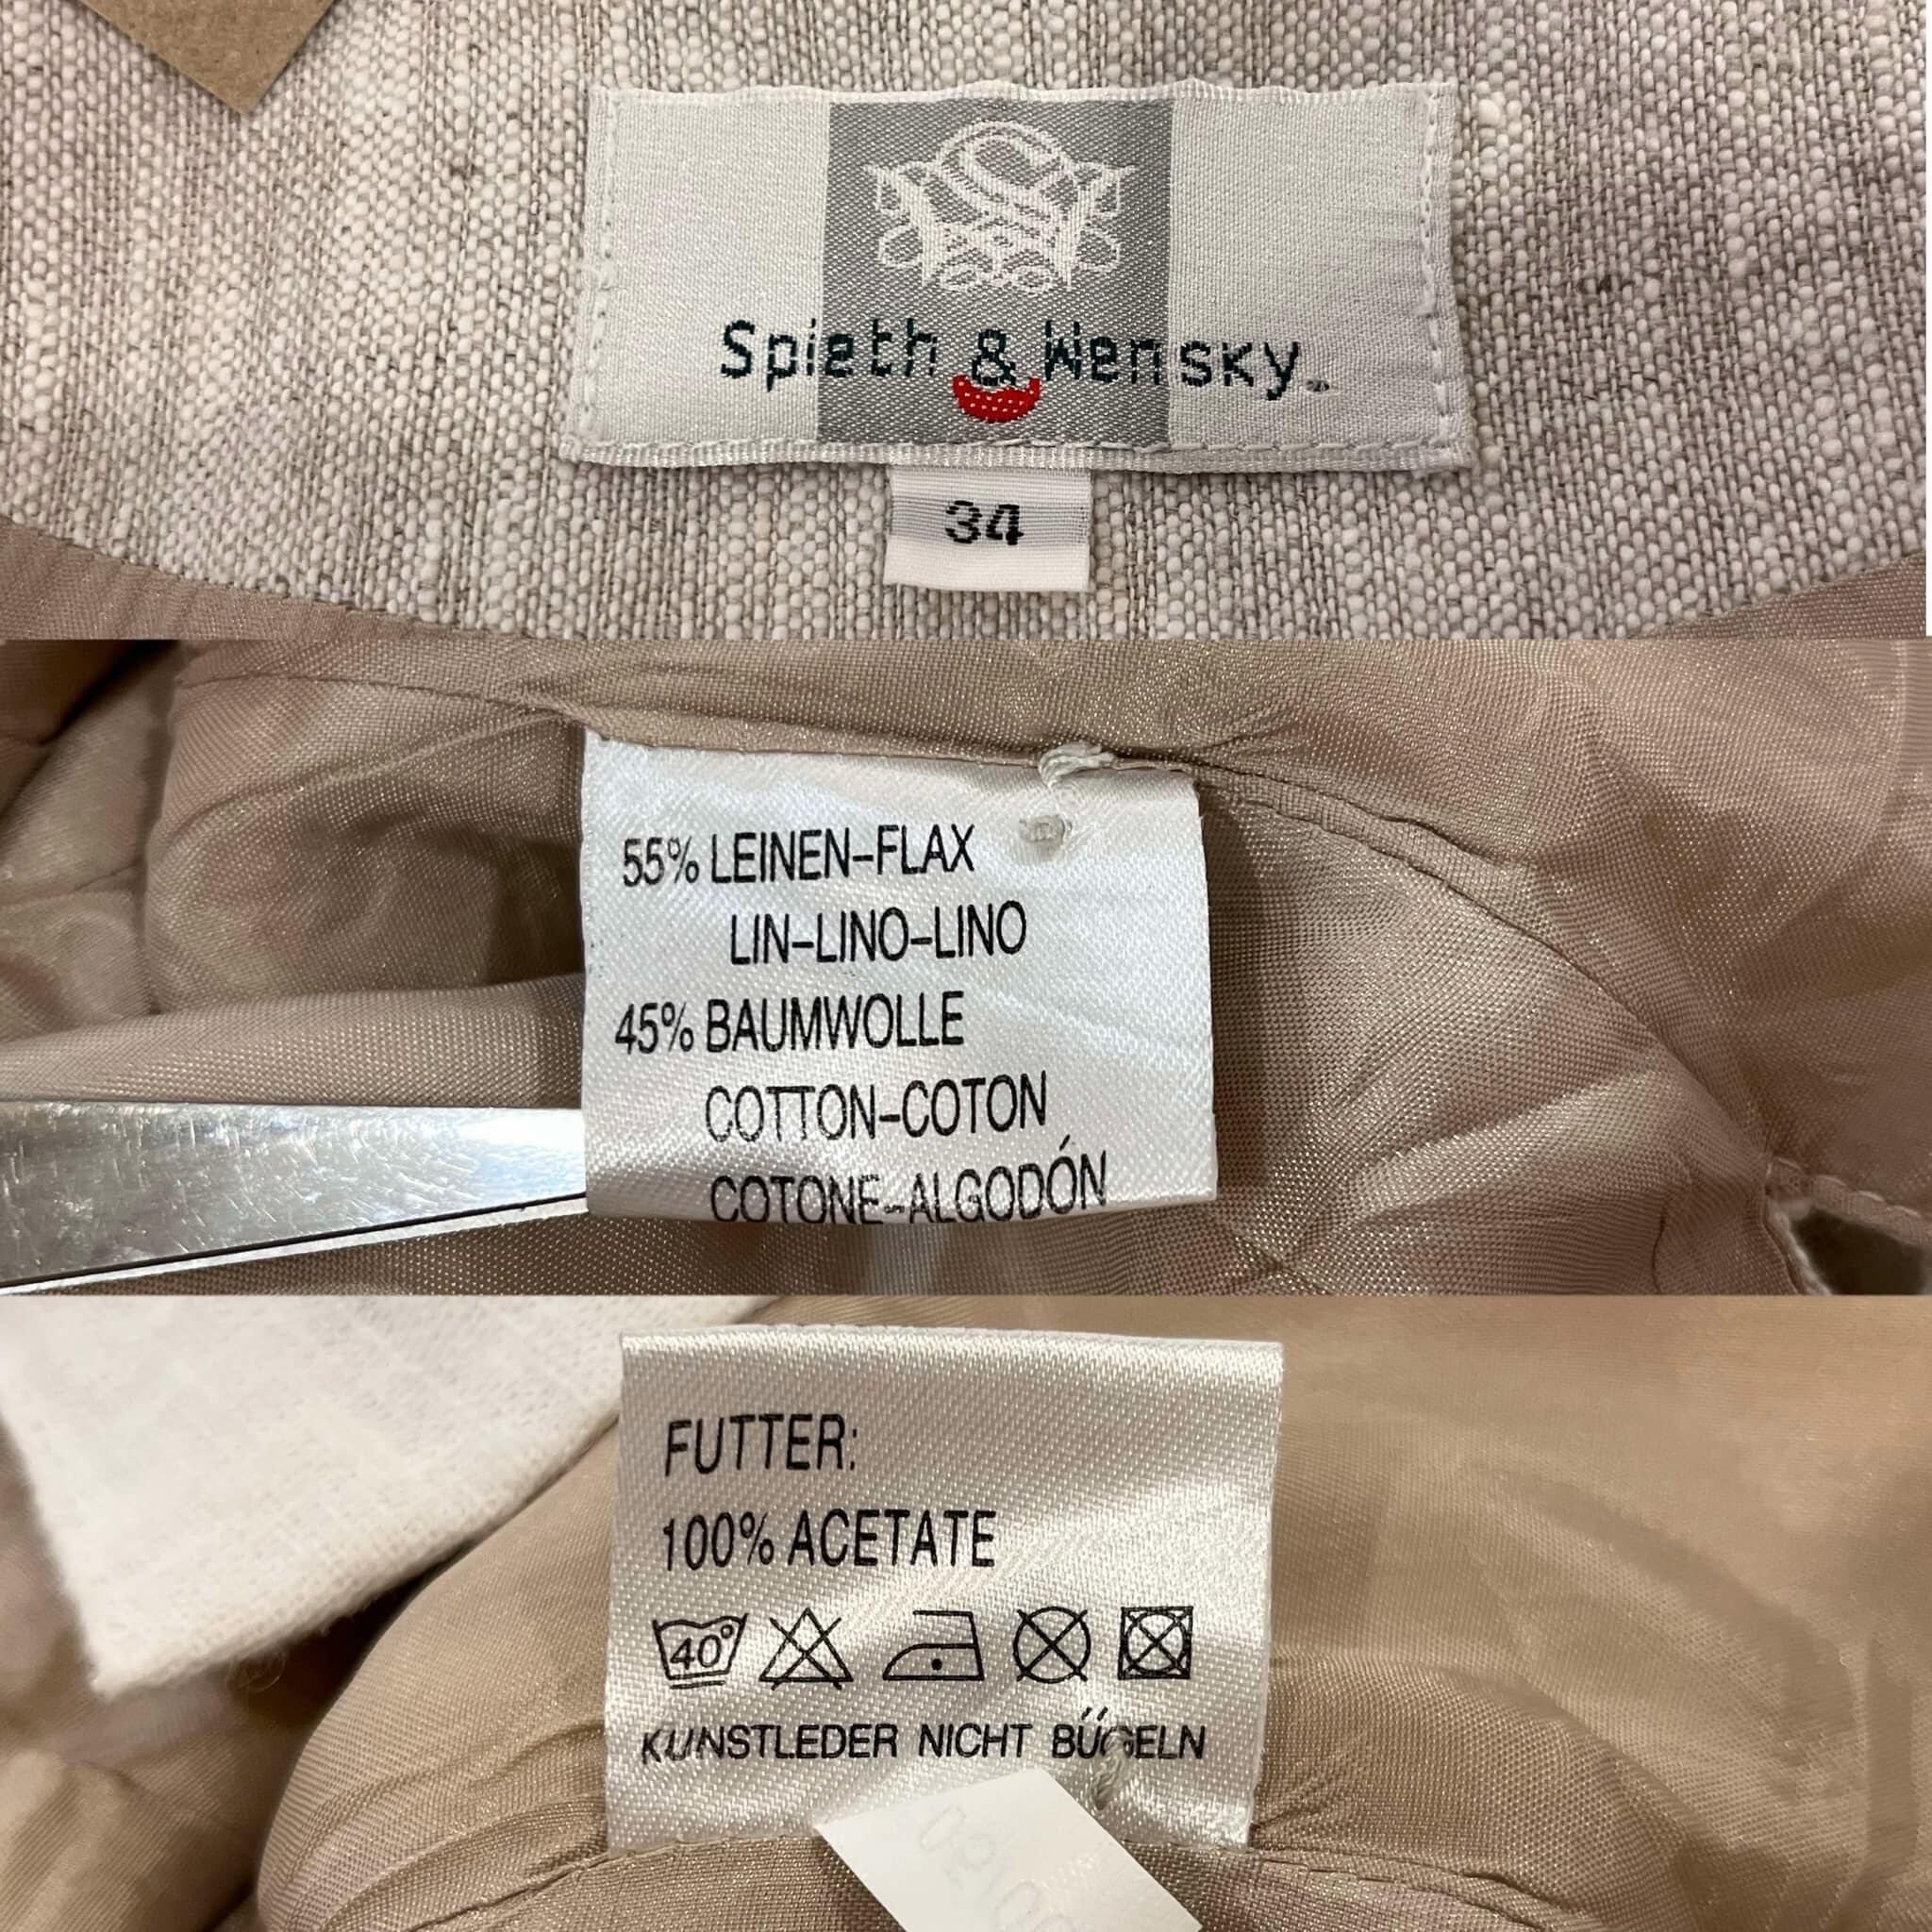 Spieth & Wensky
34
55% LEINEN-FLAX
LIN-LINO-LINO
45% BAUMWOLLE
COTTON-COTON
COTONE-ALGODÓN
FUTTER:
100% ACETATE
40°
KUNSTLEDER NICHT BÜGELN